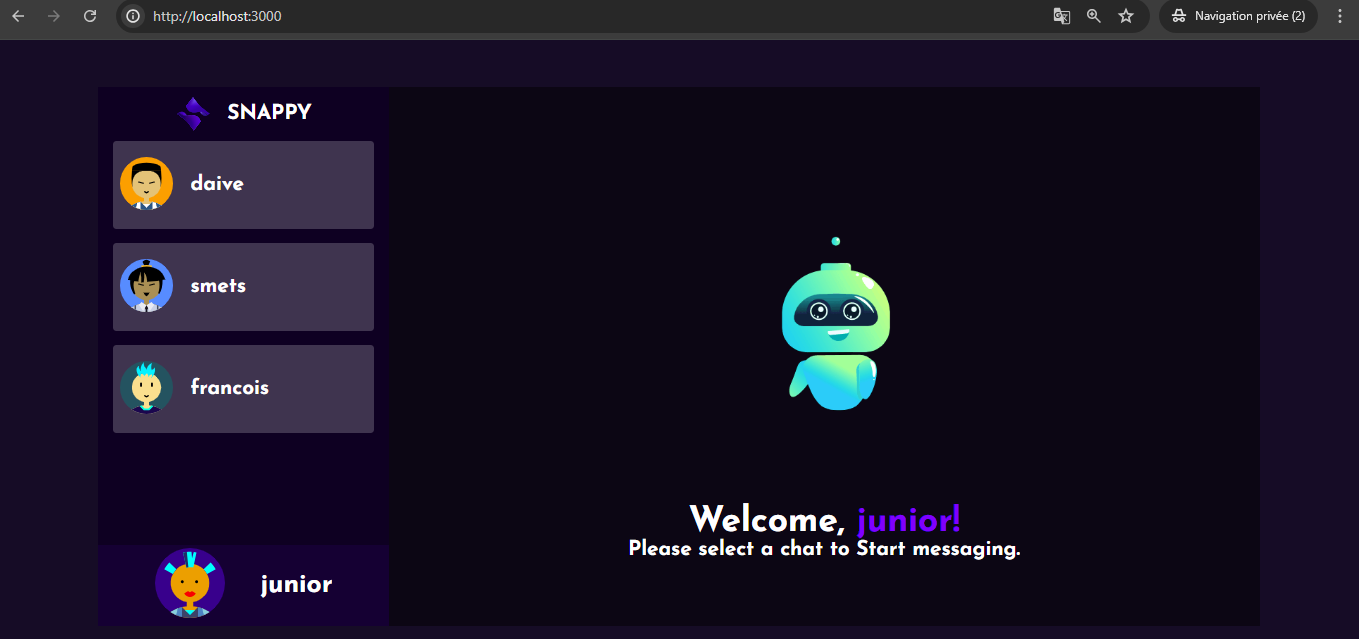 http://localhost:3000
Navigation privée (2)
SNAPPY
daive
smets
francois
junior
Welcome, junior!
Please select a chat to Start messaging.